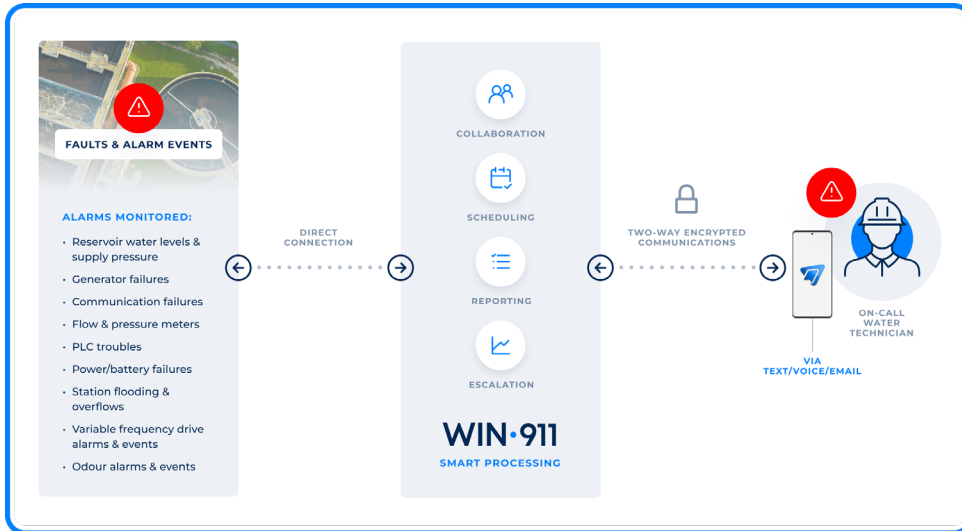 FAULTS & ALARM EVENTS
ALARMS MONITORED:
• Reservoir water levels &
supply pressure
• Generator failures
• Communication failures
• Flow & pressure meters
• PLC troubles
• Power/battery failures
• Station flooding &
overflows
• Variable frequency drive
alarms & events
• Odour alarms & events
DIRECT
CONNECTION
COLLABORATION
SCHEDULING
REPORTING
ESCALATION
WIN•911
SMART PROCESSING
TWO-WAY ENCRYPTED
COMMUNICATIONS
ON-CALL
WATER
TECHNICIAN
VIA
TEXT/VOICE/EMAIL